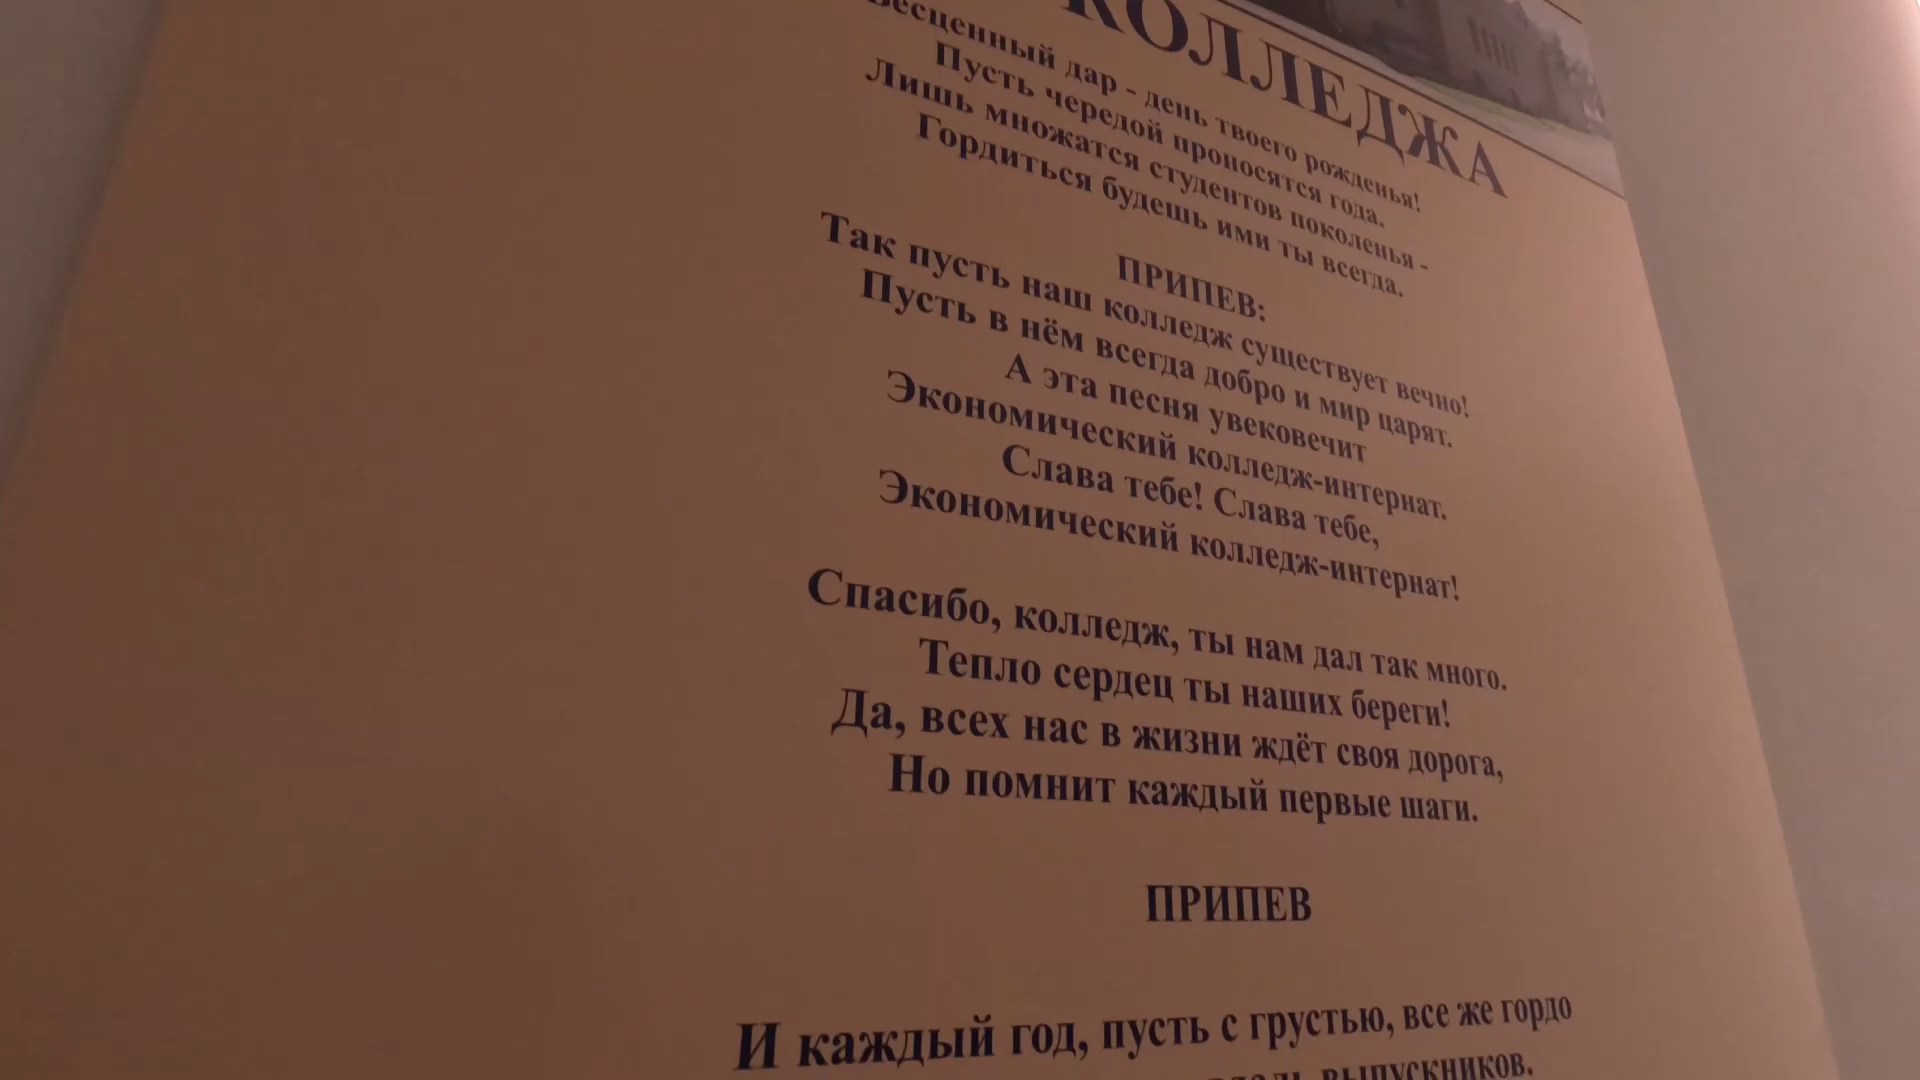 КОЛЛЕДЖА
Бесценный дар - день твоего рожденья!
Пусть чередой проносятся года.
Лишь множатся студентов поколенья -
Гордиться будешь ими ты всегда.
ПРИПЕВ:
Так пусть наш колледж существует вечно!
Пусть в нём всегда добро и мир царят.
А эта песня увековечит
Экономический колледж-интернат.
Слава тебе! Слава тебе,
Экономический колледж-интернат!
Спасибо, колледж, ты нам дал так много.
Тепло сердец ты наших береги!
Да, всех нас в жизни ждёт своя дорога,
Но помнит каждый первые шаги.
ПРИПЕВ
И каждый год, пусть с грустью, все же гордо
выпускников.